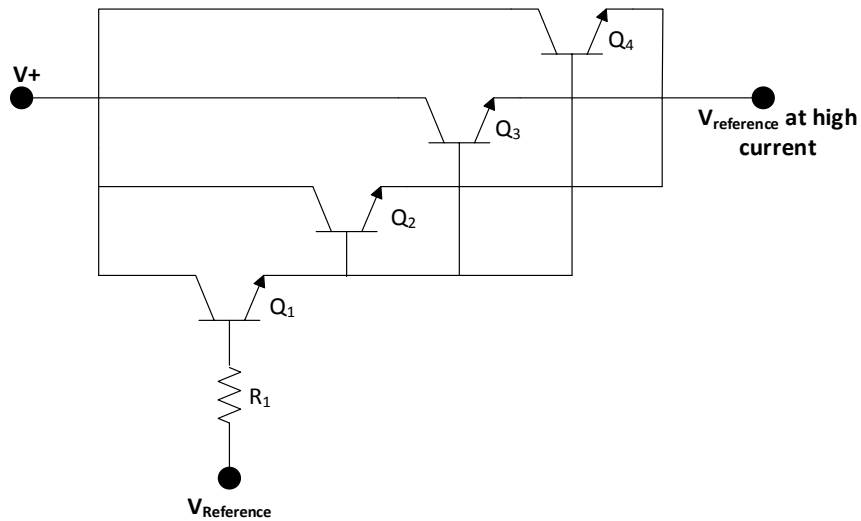 Q4
V+
Vreference at high
current
Q3
Q2
Q1
R1
VReference